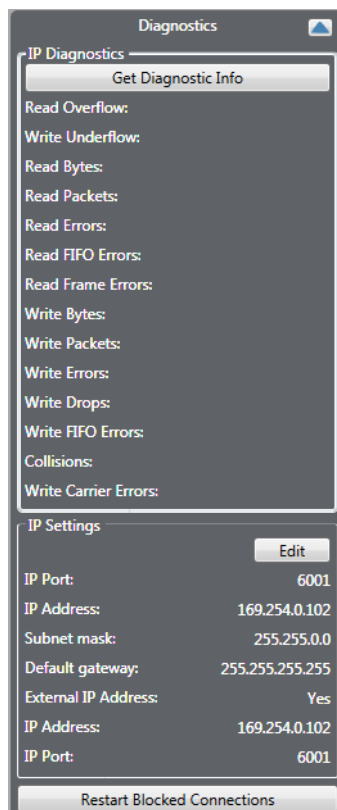 Diagnostics
IP Diagnostics
Get Diagnostic Info
Read Overflow:
Write Underflow:
Read Bytes:
Read Packets:
Read Errors:
Read FIFO Errors:
Read Frame Errors:
Write Bytes:
Write Packets:
Write Errors:
Write Drops:
Write FIFO Errors:
Collisions:
Write Carrier Errors:
IP Settings
Edit
IP Port: 6001
IP Address: 169.254.0.102
Subnet mask: 255.255.0.0
Default gateway: 255.255.255.255
External IP Address: Yes
IP Address: 169.254.0.102
IP Port: 6001
Restart Blocked Connections